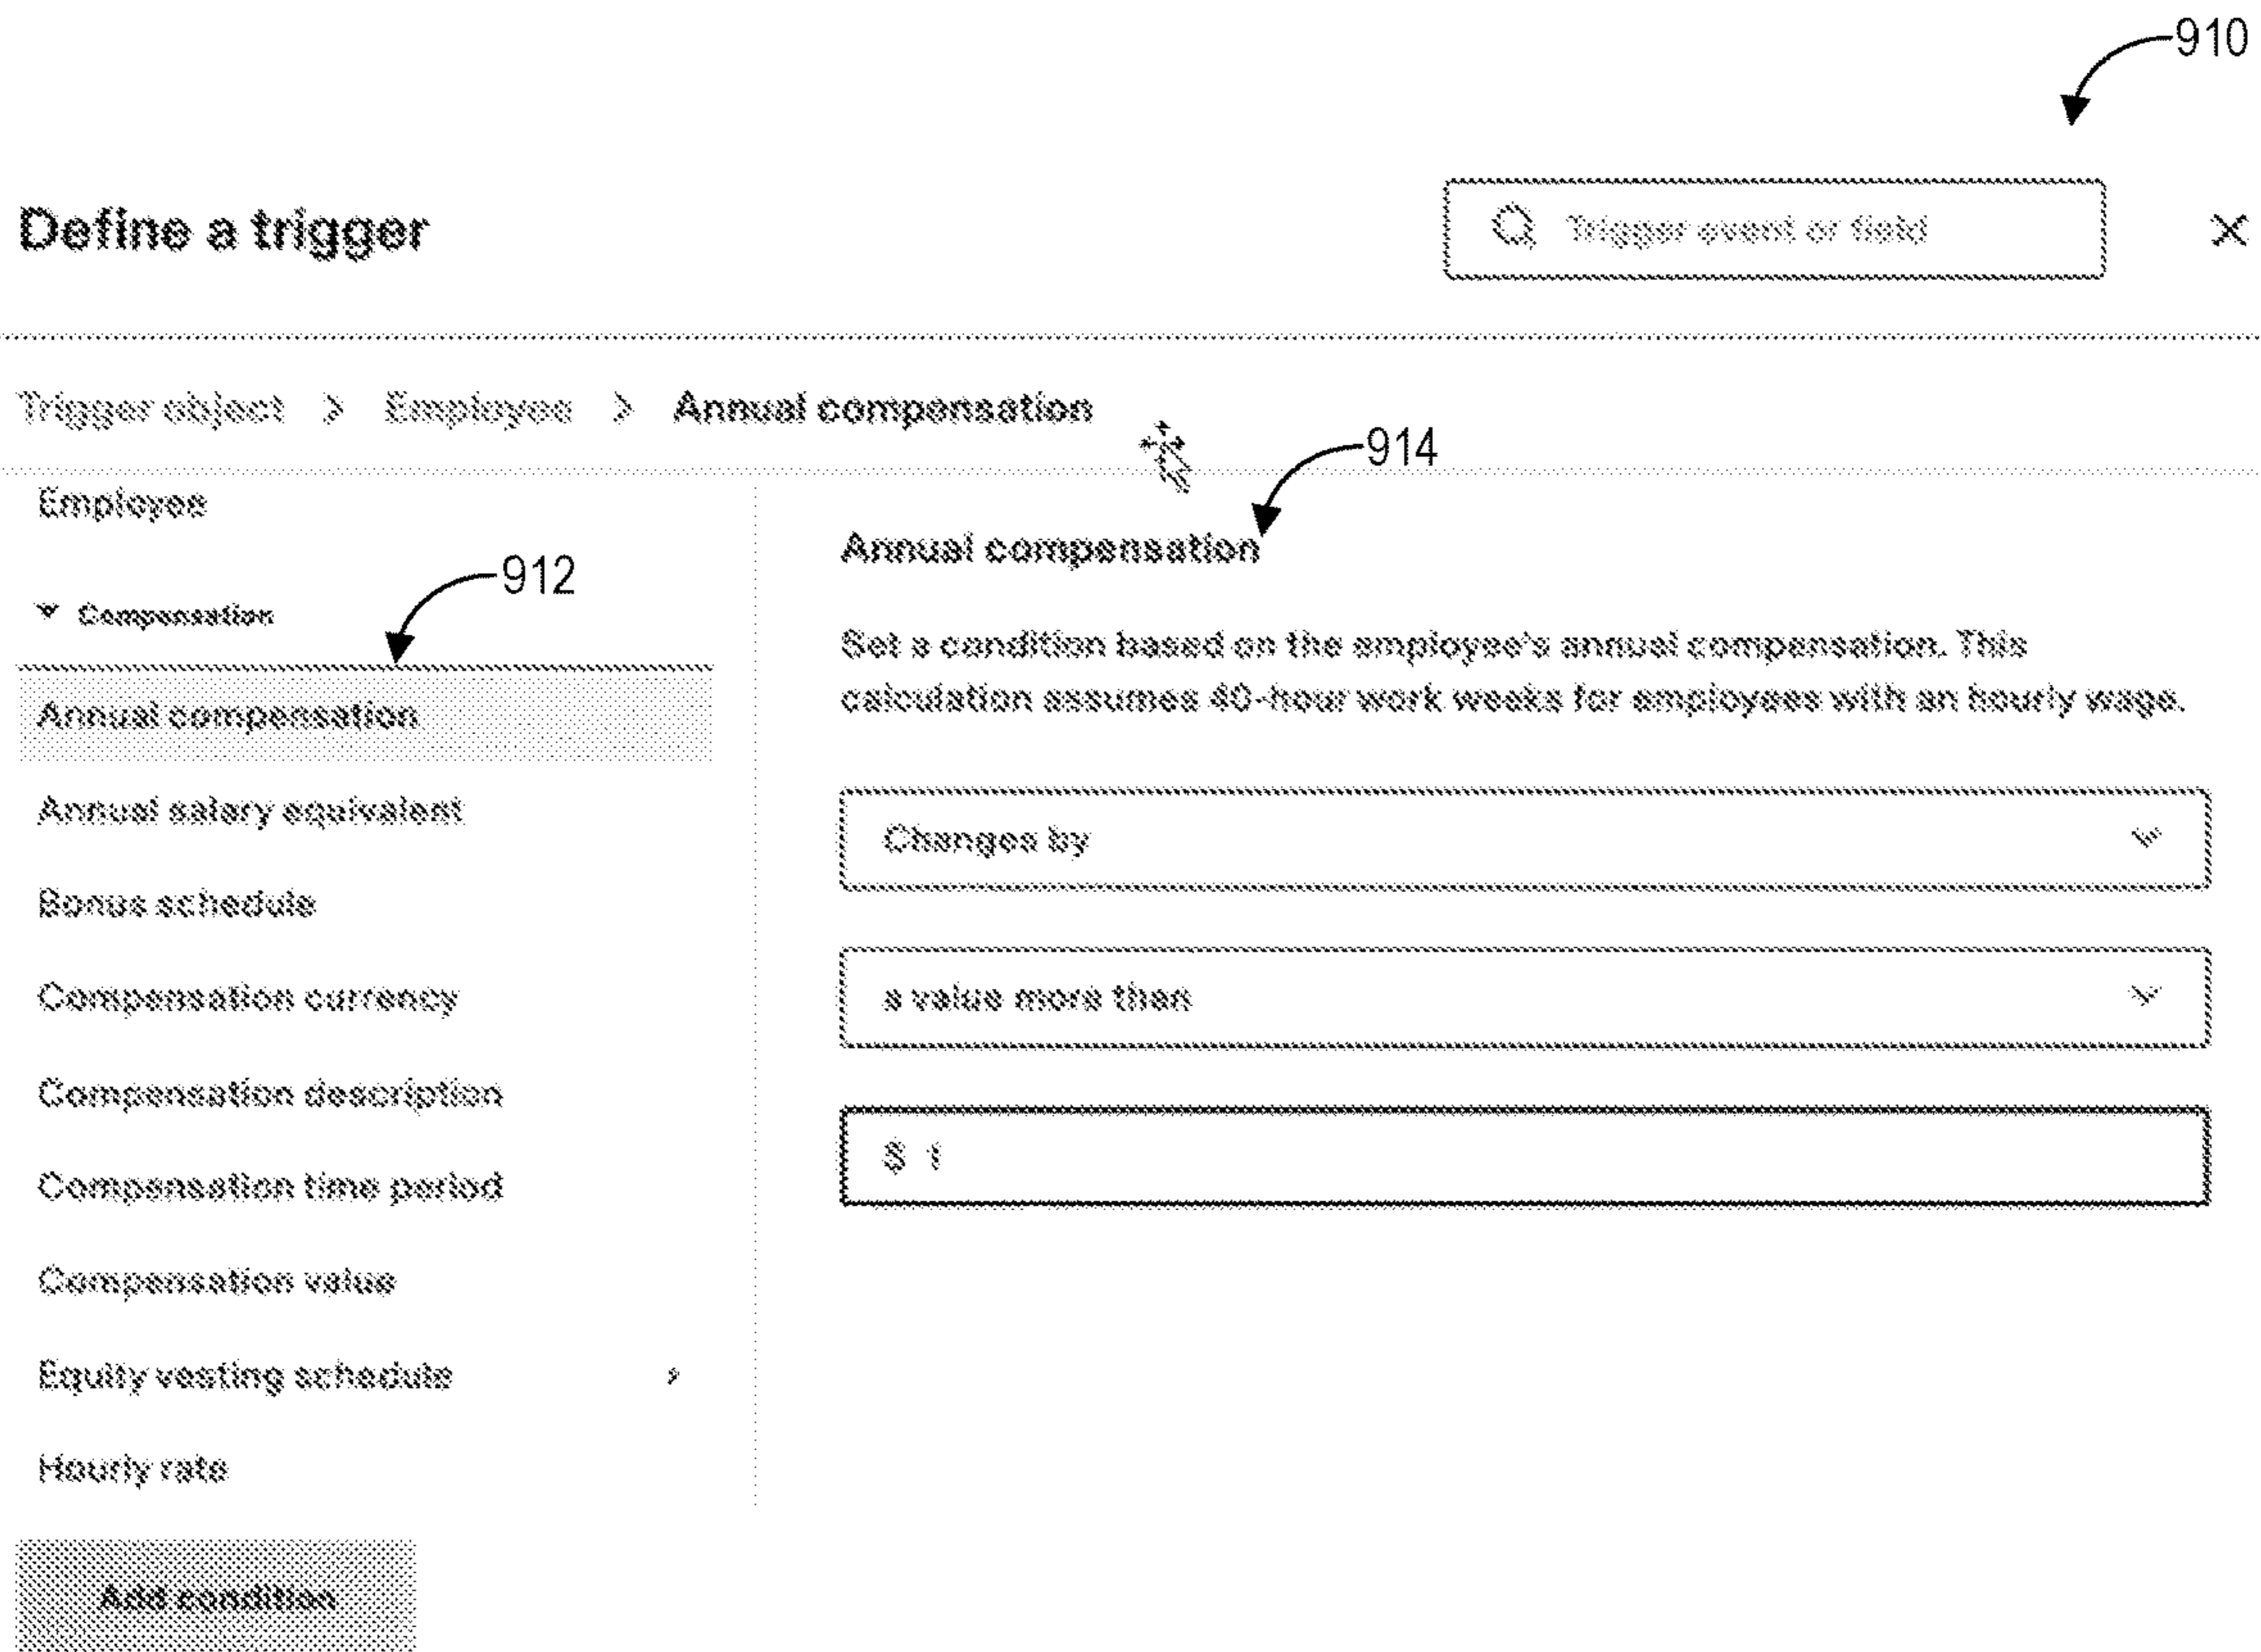 910
Define a trigger
Trigger event or field
Trigger object > Employee > Annual compensation
914
Employee
Annual compensation
912
Compensation
Set a condition based on the employee's annual compensation. This
calculation assumes 40-hour work weeks for employees with an hourly wage.
Annual compensation
Annual salary equivalent
Changes by
Bonus schedule
Compensation currency
a value more than
Compensation description
Compensation time period
$ 1
Compensation value
Equity vesting schedule
Hourly rate
Add condition